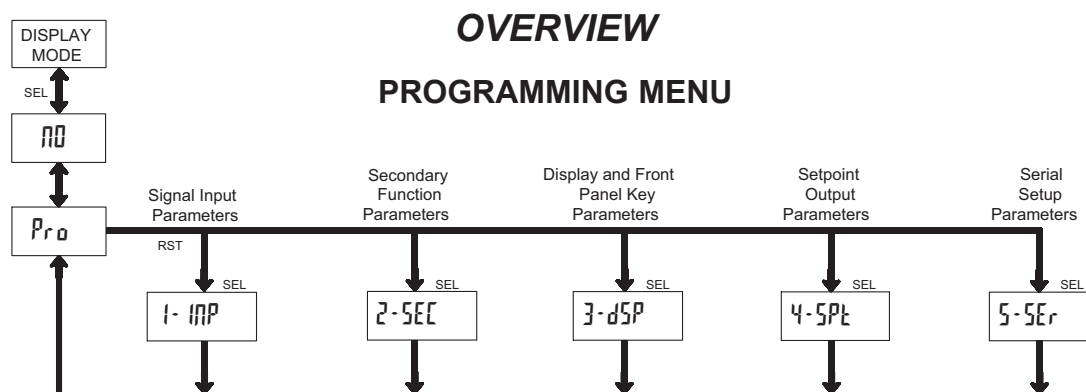 OVERVIEW
PROGRAMMING MENU
DISPLAY
MODE
SEL
NO
Pro
RST
Signal Input
Parameters
Secondary
Function
Parameters
Display and Front
Panel Key
Parameters
Setpoint
Output
Parameters
Serial
Setup
Parameters
SEL
SEL
SEL
SEL
SEL
1-INP
2-SEC
3-dSP
4-SPt
5-SEr